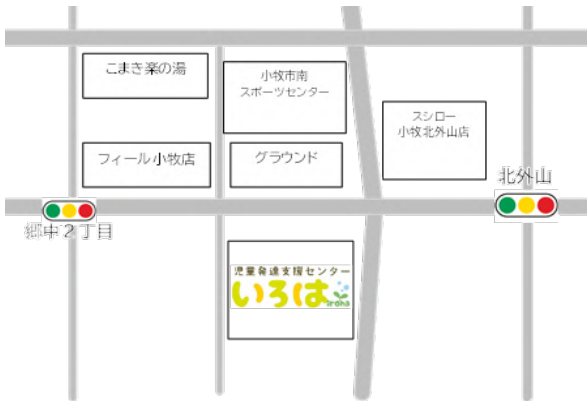 こまき楽の湯
小牧市南
スポーツセンター
スシロー
小牧北外山店
フィール小牧店
グラウンド
北外山
郷中2丁目
児童発達支援センター
いろは
iroha